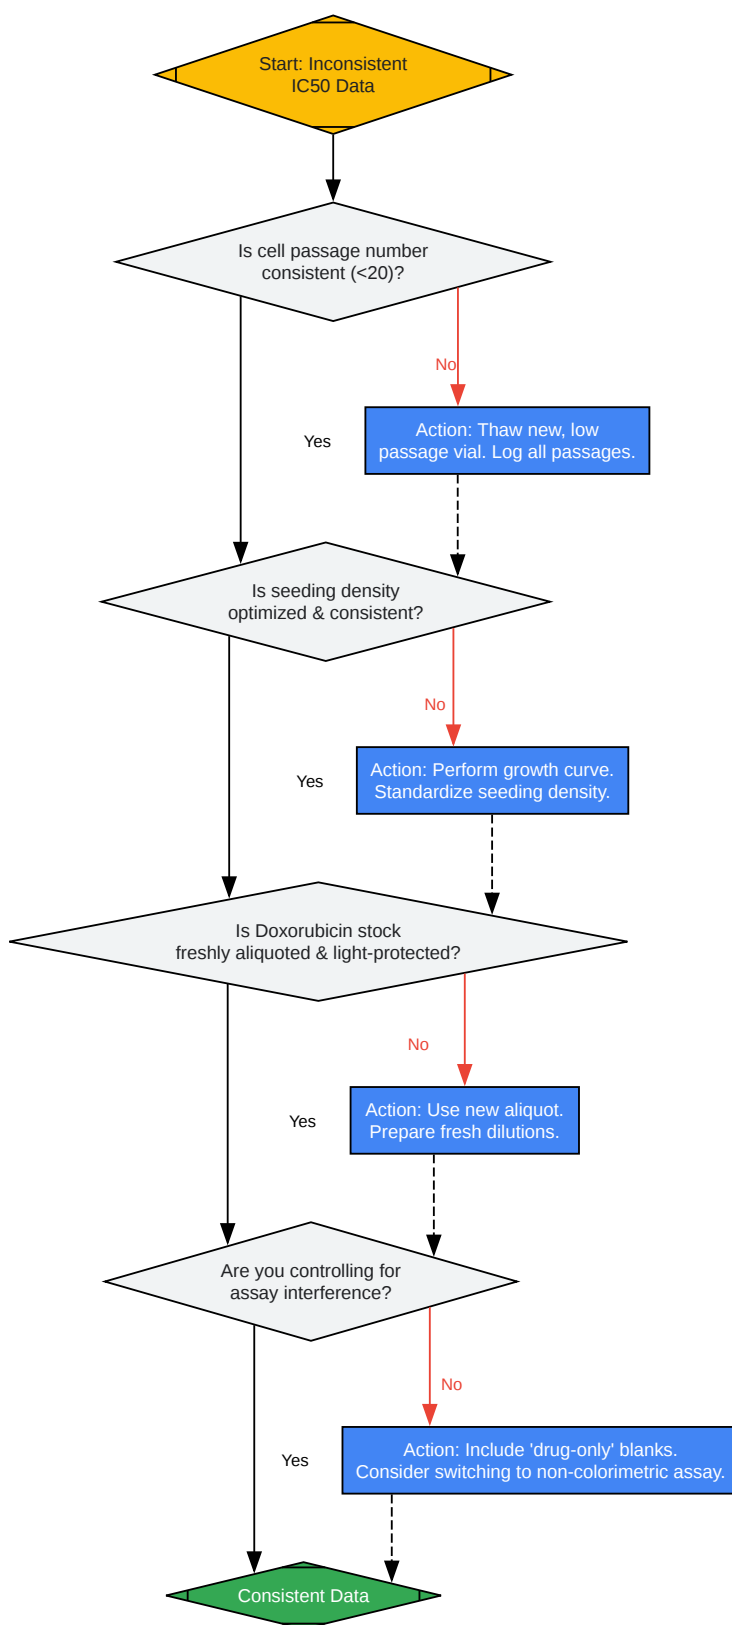 Start: Inconsistent
IC50 Data
Is cell passage number
consistent (<20)?
No
Yes
Action: Thaw new, low
passage vial. Log all passages.
Is seeding density
optimized & consistent?
No
Yes
Action: Perform growth curve.
Standardize seeding density.
Is Doxorubicin stock
freshly aliquoted & light-protected?
No
Yes
Action: Use new aliquot.
Prepare fresh dilutions.
Are you controlling for
assay interference?
No
Yes
Action: Include 'drug-only' blanks.
Consider switching to non-colorimetric assay.
Consistent Data